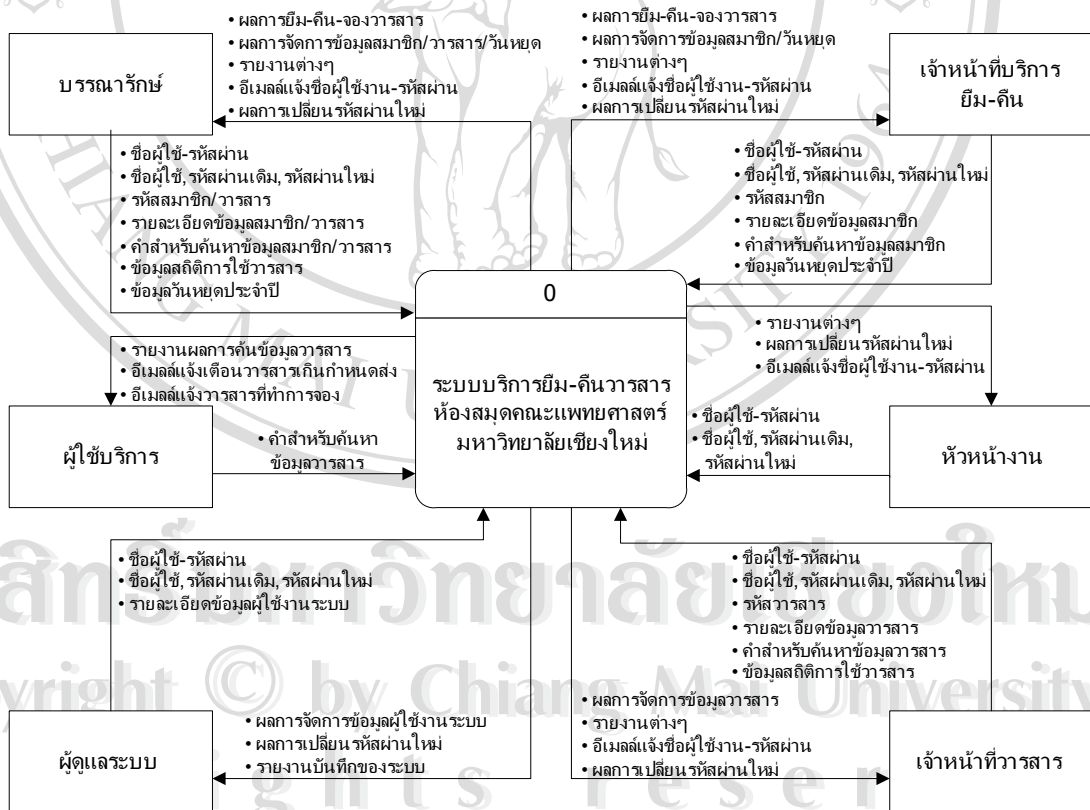 • ผลการยืม-คืน-จองวารสาร
• ผลการจัดการข้อมูลสมาชิก/วารสาร/วันหยุด
• รายงานต่างๆ
• อีเมลล์แจ้งชื่อผู้ใช้งาน-รหัสผ่าน
• ผลการเปลี่ยนรหัสผ่านใหม่
บรรณารักษ์
• ผลการยืม-คืน-จองวารสาร
• ผลการจัดการข้อมูลสมาชิก/วันหยุด
• รายงานต่างๆ
• อีเมลล์แจ้งชื่อผู้ใช้งาน-รหัสผ่าน
• ผลการเปลี่ยนรหัสผ่านใหม่
เจ้าหน้าที่บริการ
ยืม-คืน
• ชื่อผู้ใช้-รหัสผ่าน
• ชื่อผู้ใช้,รหัสผ่านเดิม,รหัสผ่านใหม่
• รหัสสมาชิก/วารสาร
• รายละเอียดข้อมูลสมาชิก/วารสาร
• คำสำหรับค้นหาข้อมูลสมาชิก/วารสาร
• ข้อมูลสถิติการใช้วารสาร
• ข้อมูลวันหยุดประจำปี
• ชื่อผู้ใช้-รหัสผ่าน
• ชื่อผู้ใช้,รหัสผ่านเดิม,รหัสผ่านใหม่
• รหัสสมาชิก
• รายละเอียดข้อมูลสมาชิก
• คำสำหรับค้นหาข้อมูลสมาชิก
• ข้อมูลวันหยุดประจำปี
0
ระบบบริการยืม-คืนวารสาร
ห้องสมุดคณะแพทยศาสตร์
มหาวิทยาลัยเชียงใหม่
• รายงานผลการค้นข้อมูลวารสาร
• อีเมลล์แจ้งเตือนวารสารเกินกำหนดส่ง
• อีเมลล์แจ้งวารสารที่ทำการจอง
ผู้ใช้บริการ
• คำสำหรับค้นหา
ข้อมูลวารสาร
• รายงานต่างๆ
• ผลการเปลี่ยนรหัสผ่านใหม่
• อีเมลล์แจ้งชื่อผู้ใช้งาน-รหัสผ่าน
• ชื่อผู้ใช้-รหัสผ่าน
• ชื่อผู้ใช้,รหัสผ่านเดิม,
รหัสผ่านใหม่
หัวหน้างาน
• ชื่อผู้ใช้-รหัสผ่าน
• ชื่อผู้ใช้,รหัสผ่านเดิม,รหัสผ่านใหม่
• รายละเอียดข้อมูลผู้ใช้งานระบบ
• ชื่อผู้ใช้-รหัสผ่าน
• ชื่อผู้ใช้,รหัสผ่านเดิม,รหัสผ่านใหม่
• รหัสวารสาร
• รายละเอียดข้อมูลวารสาร
• คำสำหรับค้นหาข้อมูลวารสาร
• ข้อมูลสถิติการใช้วารสาร
ผู้ดูแลระบบ
• ผลการจัดการข้อมูลผู้ใช้งานระบบ
• ผลการเปลี่ยนรหัสผ่านใหม่
• รายงานบันทึกของระบบ
• ผลการจัดการข้อมูลวารสาร
• รายงานต่างๆ
• อีเมลล์แจ้งชื่อผู้ใช้งาน-รหัสผ่าน
• ผลการเปลี่ยนรหัสผ่านใหม่
เจ้าหน้าที่วารสาร
© by Chiang Mai University